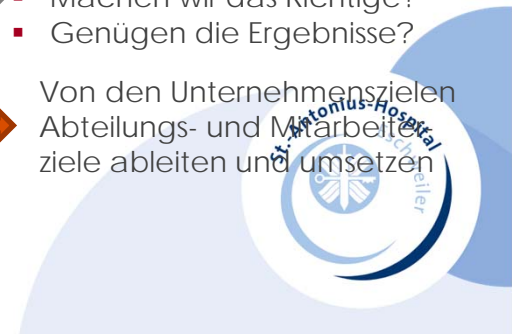 Machen wir das Richtige?
Genügen die Ergebnisse?
Von den Unternehmenszielen
Abteilungs- und Mitarbeiter-
ziele ableiten und umsetzen
St.-Antonius-Hospital
Eschweiler